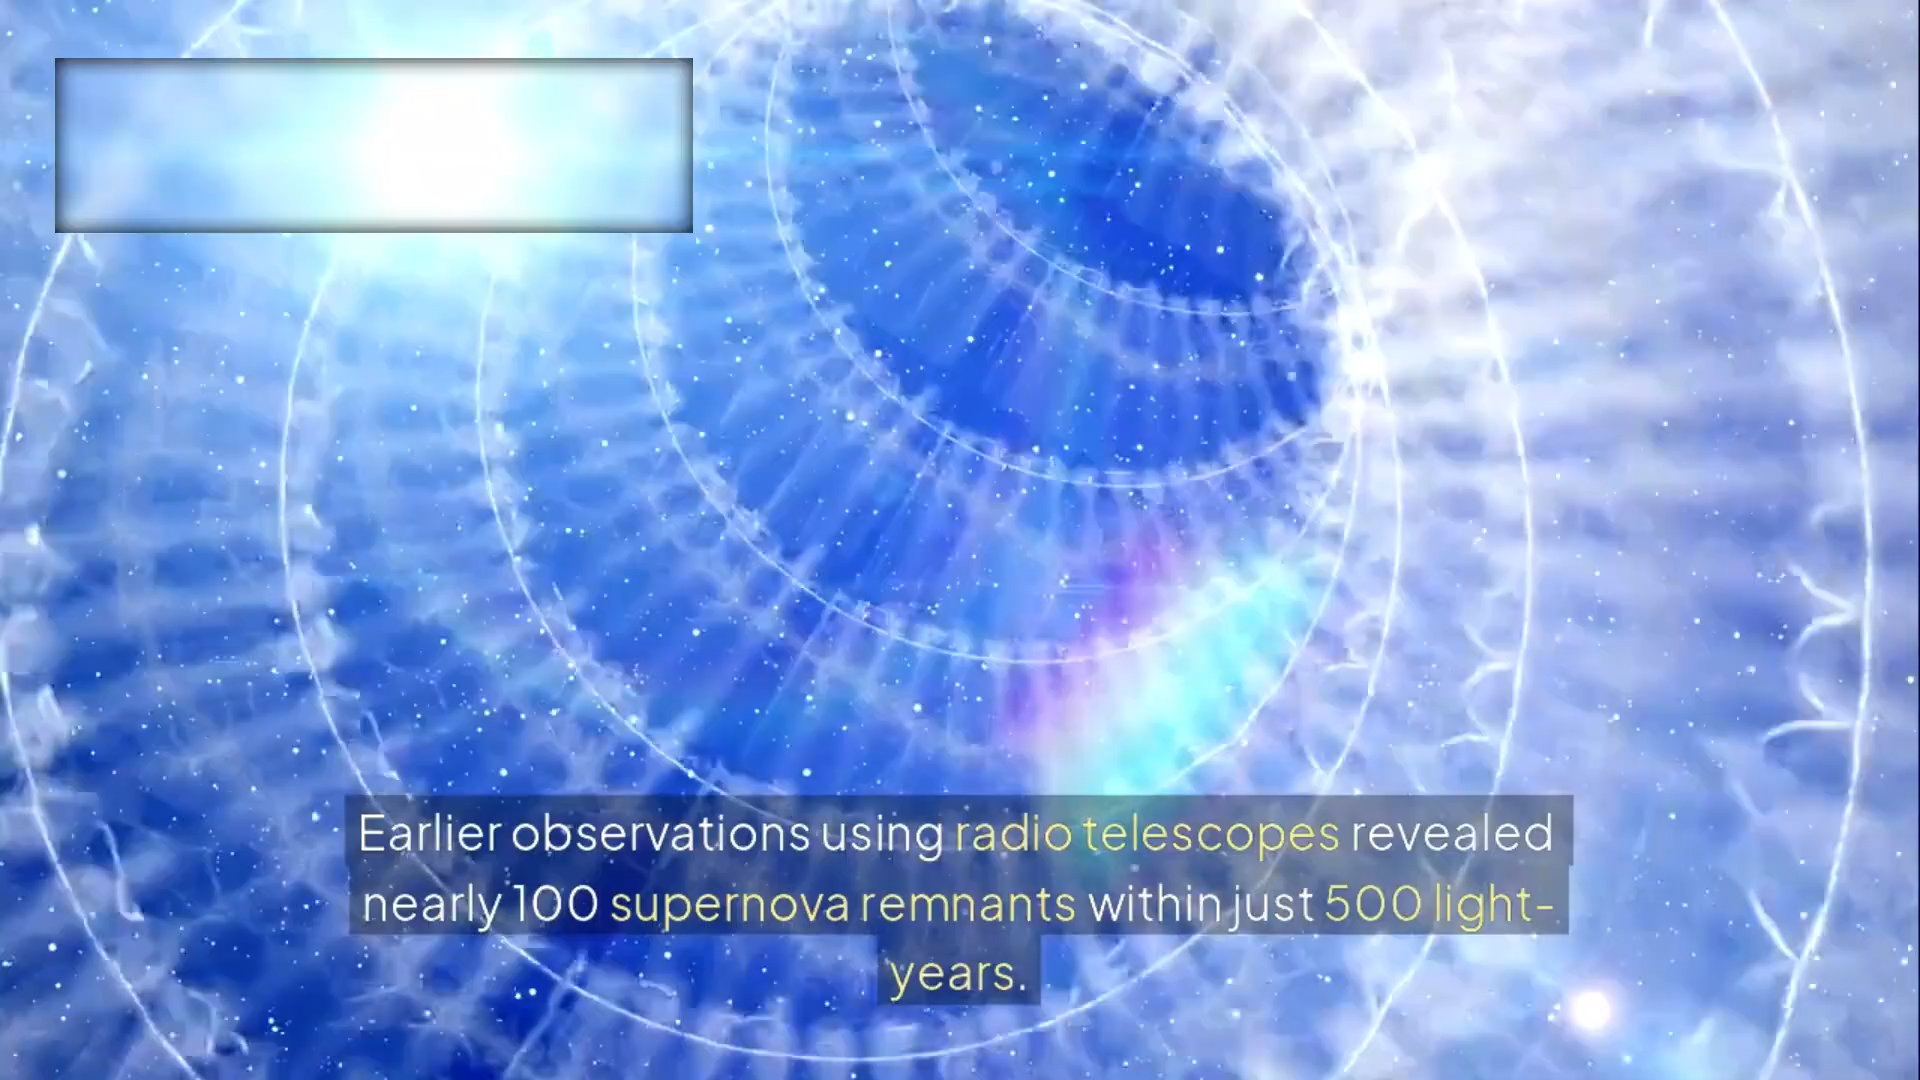 Earlier observations using radio telescopes revealed
nearly 100 supernova remnants within just 500 light-
years.